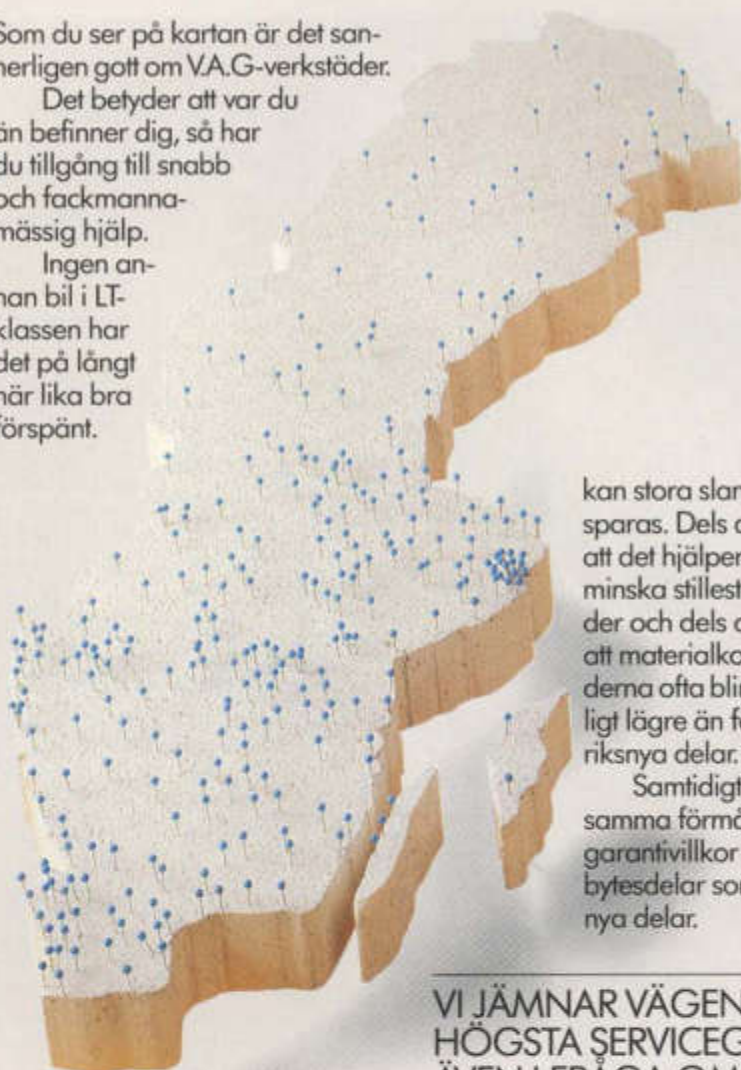 Som du ser på kartan är det san-
nerligen gott om V.A.G-verkstäder.
Det betyder att var du
än befinner dig, så har
du tillgång till snabb
och fackmanna-
mässig hjälp.
Ingen an-
nan bil i LT-
klassen har
det på långt
när lika bra
förspänt.
kan stora slan
sparas. Dels a
att det hjälper
minska stillest
der och dels a
att materialko
derna ofta blir
ligt lägre än fa
riksnya delar.
Samtidigt
samma förmå
garantivillkor
bytesdelar som
nya delar.
VI JÄMNAR VÄGEN
HÖGSTA SERVICEG